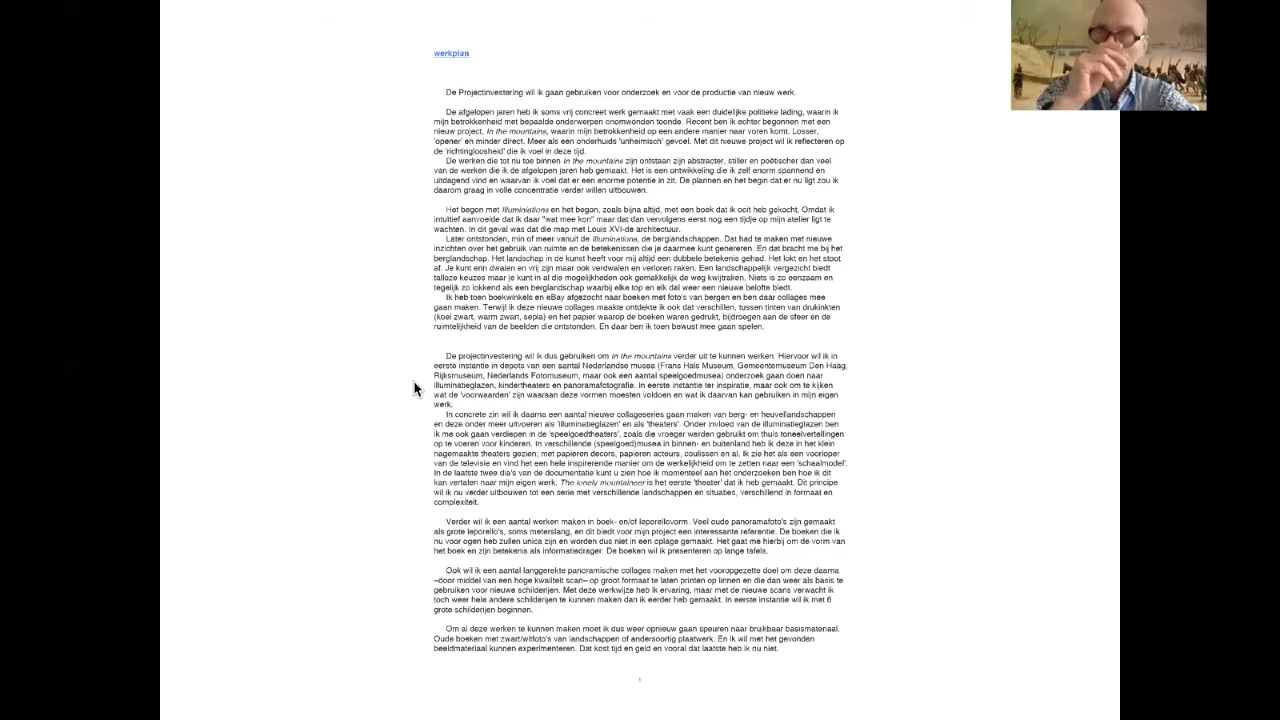 werkplan
De Projectinvestering wil ik gaan gebruiken voor onderzoek en voor de productie van nieuw werk.
De afgelopen jaren heb ik soms vrij concreet werk gemaakt met vaak een duidelijke politieke lading, waarin ik
mijn betrokkenheid met bepaalde onderwerpen onomwonden toonde. Recent ben ik echter begonnen met een
nieuw project, In the mountains, waarin mijn betrokkenheid op een andere manier naar voren komt. Losser,
'opener' en minder direct. Meer als een onderhuids 'unheimisch' gevoel. Met dit nieuwe project wil ik reflecteren op
de 'richtingloosheid' die ik voel in deze tijd.
De werken die tot nu toe binnen In the mountains zijn ontstaan zijn abstracter, stiller en poëtischer dan veel
van de werken die ik de afgelopen jaren heb gemaakt. Het is een ontwikkeling die ik zelf enorm spannend en
uitdagend vind en waarvan ik voel dat er een enorme potentie in zit. De plannen en het begin dat er nu ligt zou ik
daarom graag in volle concentratie verder willen uitbouwen.
Het begon met Illuminiations en het begon, zoals bijna altijd, met een boek dat ik ooit heb gekocht. Omdat ik
intuïtief aanvoelde dat ik daar "wat mee kon" maar dat dan vervolgens eerst nog een tijdje op mijn atelier ligt te
wachten. In dit geval was dat die map met Louis XVI-de architectuur.
Later ontstonden, min of meer vanuit de Illuminations, de berglandschappen. Dat had te maken met nieuwe
inzichten over het gebruik van ruimte en de betekenissen die je daarmee kunt genereren. En dat bracht me bij het
berglandschap. Het landschap in de kunst heeft voor mij altijd een dubbele betekenis gehad. Het lokt en het stoot
af. Je kunt erin dwalen en vrij zijn maar ook verdwalen en verloren raken. Een landschappelijk vergezicht biedt
talloze keuzes maar je kunt in al die mogelijkheden ook gemakkelijk de weg kwijtraken. Niets is zo eenzaam en
tegelijk zo lokkend als een berglandschap waarbij elke top en elk dal weer een nieuwe belofte biedt.
Ik heb toen boekwinkels en eBay afgezocht naar boeken met foto's van bergen en ben daar collages mee
gaan maken. Terwijl ik deze nieuwe collages maakte ontdekte ik ook dat verschillen, tussen tinten van drukinkten
(koel zwart, warm zwart, sepia) en het papier waarop de boeken waren gedrukt, bijdroegen aan de sfeer en de
ruimtelijkheid van de beelden die ontstonden. En daar ben ik toen bewust mee gaan spelen.
De projectinvestering wil ik dus gebruiken om In the mountains verder uit te kunnen werken. Hiervoor wil ik in
eerste instantie in depots van een aantal Nederlandse musea (Frans Hals Museum, Gemeentemuseum Den Haag,
Rijksmuseum, Nederlands Fotomuseum, maar ook een aantal speelgoedmusea) onderzoek gaan doen naar
illuminatieglazen, kindertheaters en panoramafotografie. In eerste instantie ter inspiratie, maar ook om te kijken
wat de 'voorwaarden' zijn waaraan deze vormen moesten voldoen en wat ik daarvan kan gebruiken in mijn eigen
werk.
In concrete zin wil ik daarna een aantal nieuwe collageseries gaan maken van berg- en heuvellandschappen
en deze onder meer uitvoeren als 'illuminatieglazen' en als 'theaters'. Onder invloed van de illuminatieglazen ben
ik me ook gaan verdiepen in de 'speelgoedtheaters', zoals die vroeger werden gebruikt om thuis toneelvertellingen
op te voeren voor kinderen. In verschillende (speelgoed)musea in binnen- en buitenland heb ik deze in het klein
nagemaakte theaters gezien; met papieren decors, papieren acteurs, coulissen en al. Ik zie het als een voorloper
van de televisie en vind het een hele inspirerende manier om de werkelijkheid om te zetten naar een 'schaalmodel'.
In de laatste twee dia's van de documentatie kunt u zien hoe ik momenteel aan het onderzoeken ben hoe ik dit
kan vertalen naar mijn eigen werk. The lonely mountaineer is het eerste 'theater' dat ik heb gemaakt. Dit principe
wil ik nu verder uitbouwen tot een serie met verschillende landschappen en situaties, verschillend in formaat en
complexiteit.
Verder wil ik een aantal werken maken in boek- en/of leporellovorm. Veel oude panoramafoto's zijn gemaakt
als grote leporello's, soms meterslang, en dit biedt voor mijn project een interessante referentie. De boeken die ik
nu voor ogen heb zullen unica zijn en worden dus niet in een oplage gemaakt. Het gaat me hierbij om de vorm van
het boek en zijn betekenis als informatiedrager. De boeken wil ik presenteren op lange tafels.
Ook wil ik een aantal langgerekte panoramische collages maken met het vooropgezette doel om deze daarna
–door middel van een hoge kwaliteit scan– op groot formaat te laten printen op linnen en die dan weer als basis te
gebruiken voor nieuwe schilderijen. Met deze werkwijze heb ik ervaring, maar met de nieuwe scans verwacht ik
toch weer hele andere schilderijen te kunnen maken dan ik eerder heb gemaakt. In eerste instantie wil ik met 6
grote schilderijen beginnen.
Om al deze werken te kunnen maken moet ik dus weer opnieuw gaan speuren naar bruikbaar basismateriaal.
Oude boeken met zwart/witfoto's van landschappen of andersoortig plaatwerk. En ik wil met het gevonden
beeldmateriaal kunnen experimenteren. Dat kost tijd en geld en vooral dat laatste heb ik nu niet.
1